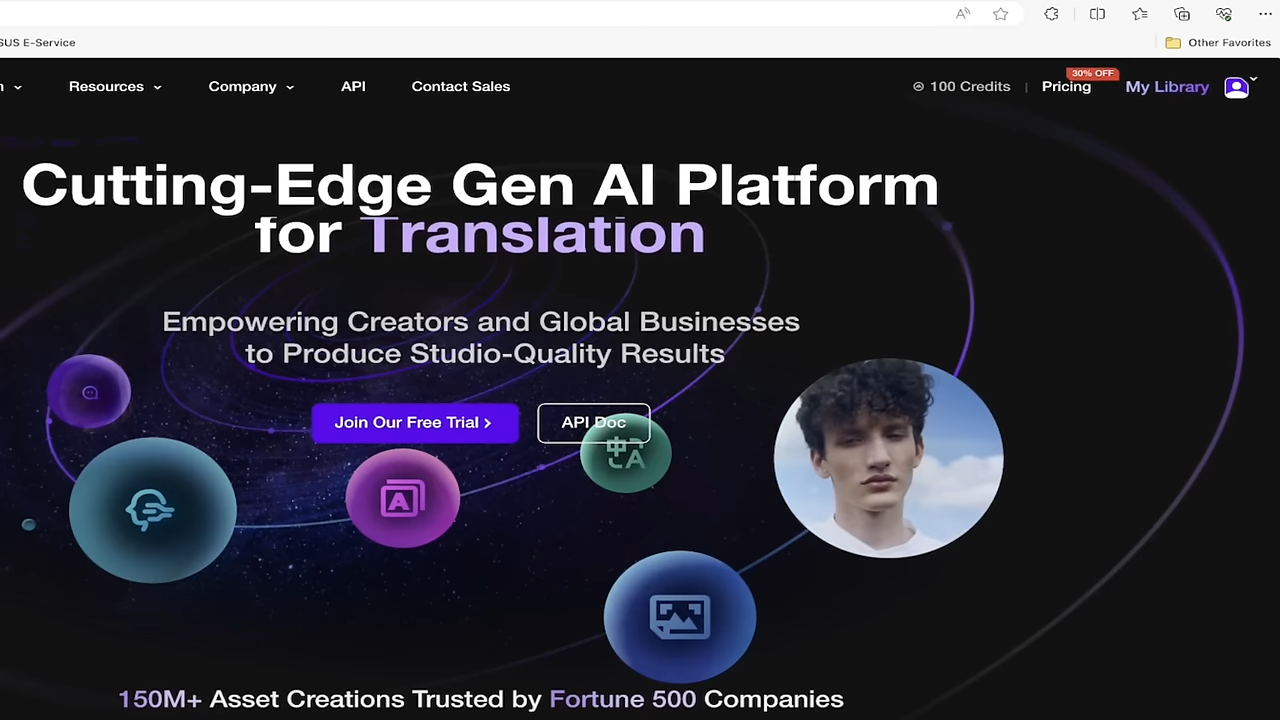 SUS E-Service
Other Favorites
Resources
Company
API
Contact Sales
100 Credits
Pricing
30% OFF
My Library
Cutting-Edge Gen AI Platform
for Translation
Empowering Creators and Global Businesses
to Produce Studio-Quality Results
Join Our Free Trial >
API Doc
中 A
A
150M+ Asset Creations Trusted by Fortune 500 Companies